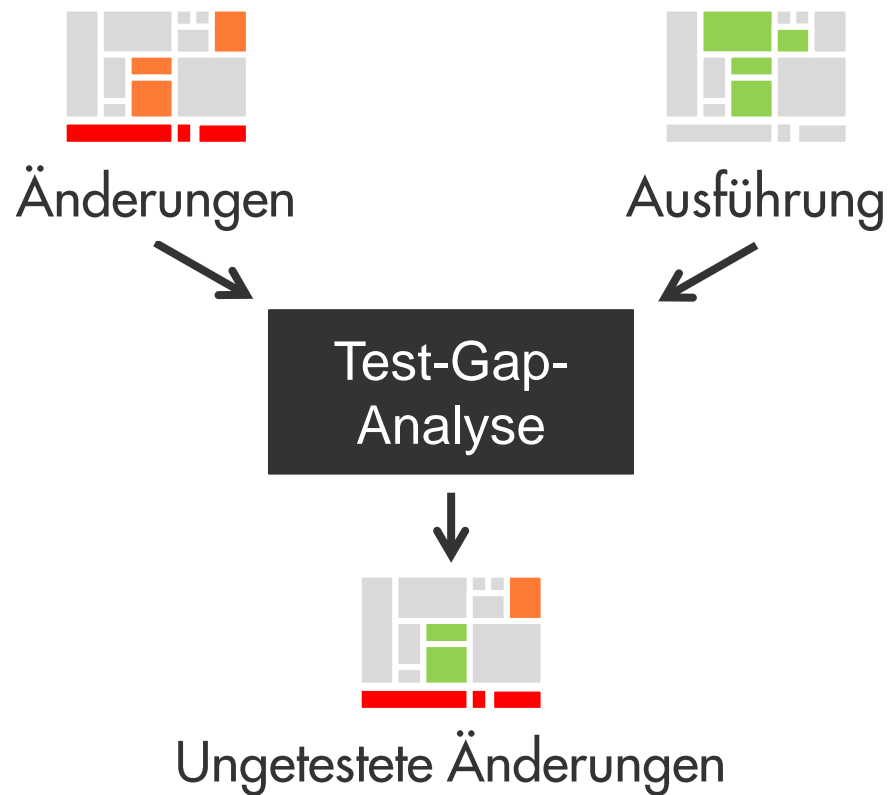 Änderungen
Ausführung
Test-Gap-
Analyse
Ungetestete Änderungen